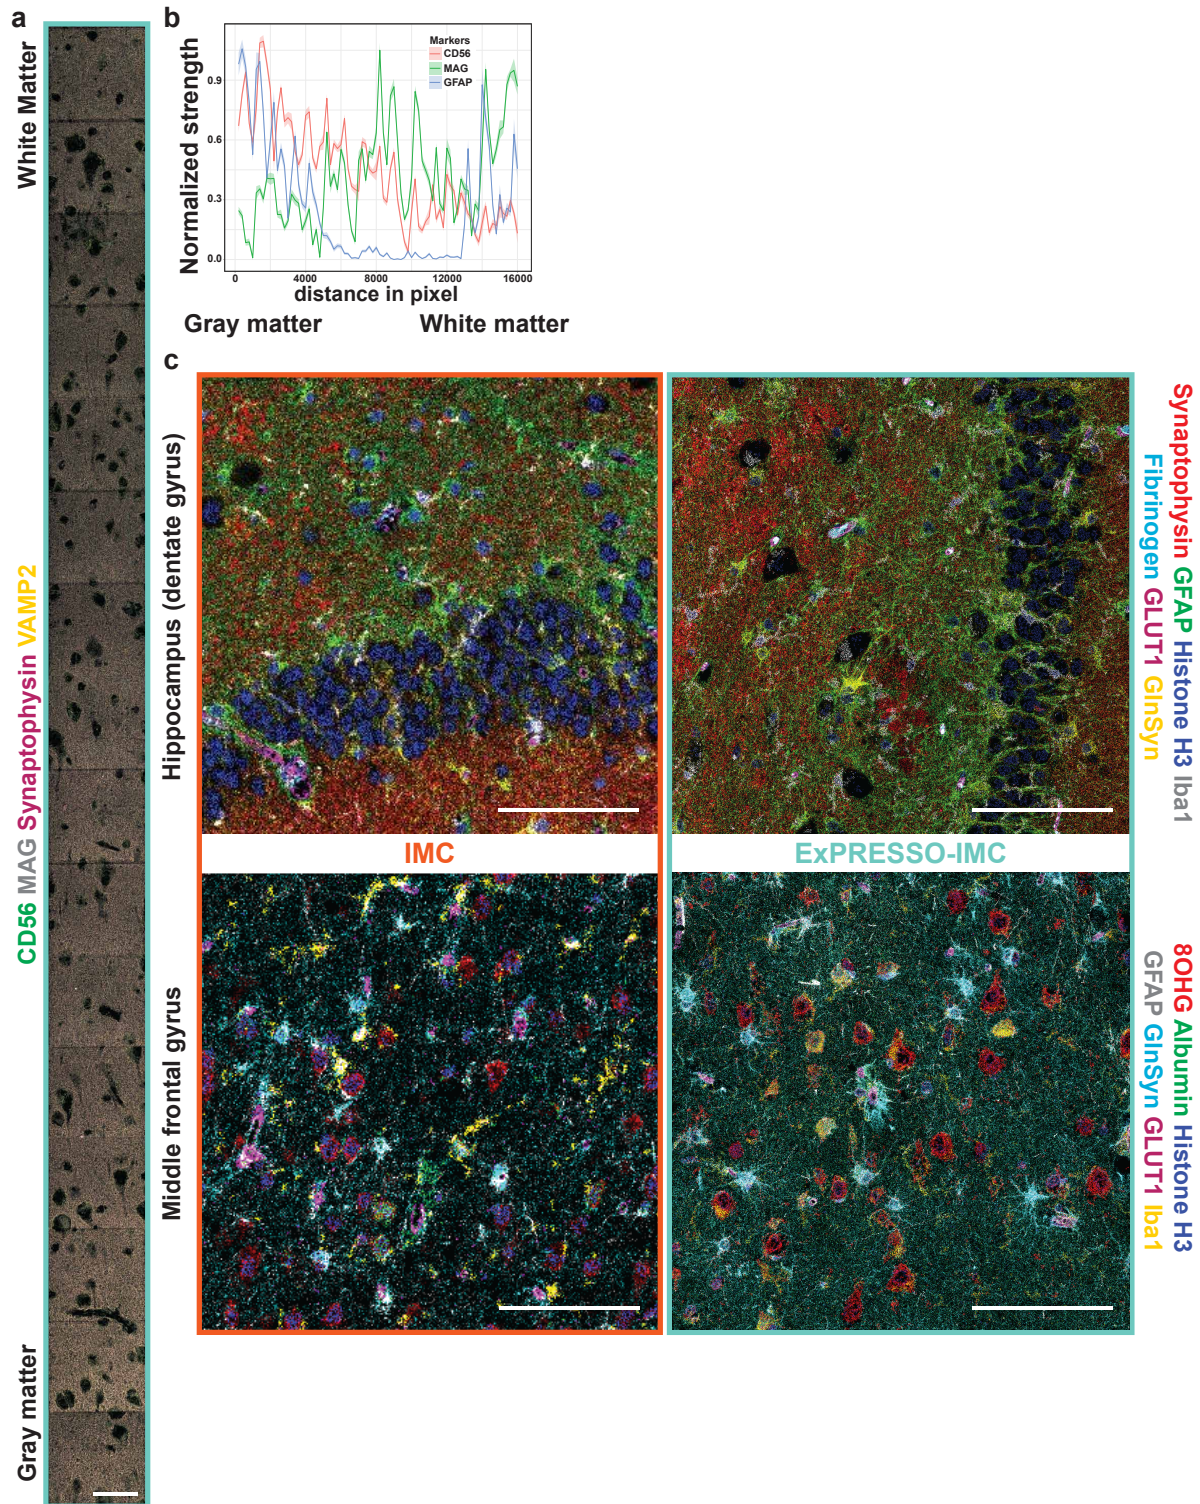 a
White Matter
CD56 MAG Synaptophysin VAMP2
Gray matter
b
Normalized strength
Markers
CD56
MAG
GFAP
0.9
0.6
0.3
0.0
0 4000 8000 12000 16000
distance in pixel
Gray matter White matter
c
Hippocampus (dentate gyrus)
Synaptophysin GFAP Histone H3 Iba1
Fibrinogen GLUT1 GlnSyn
IMC
ExPRESSO-IMC
Middle frontal gyrus
8OHG Albumin Histone H3
GFAP GlnSyn GLUT1 Iba1